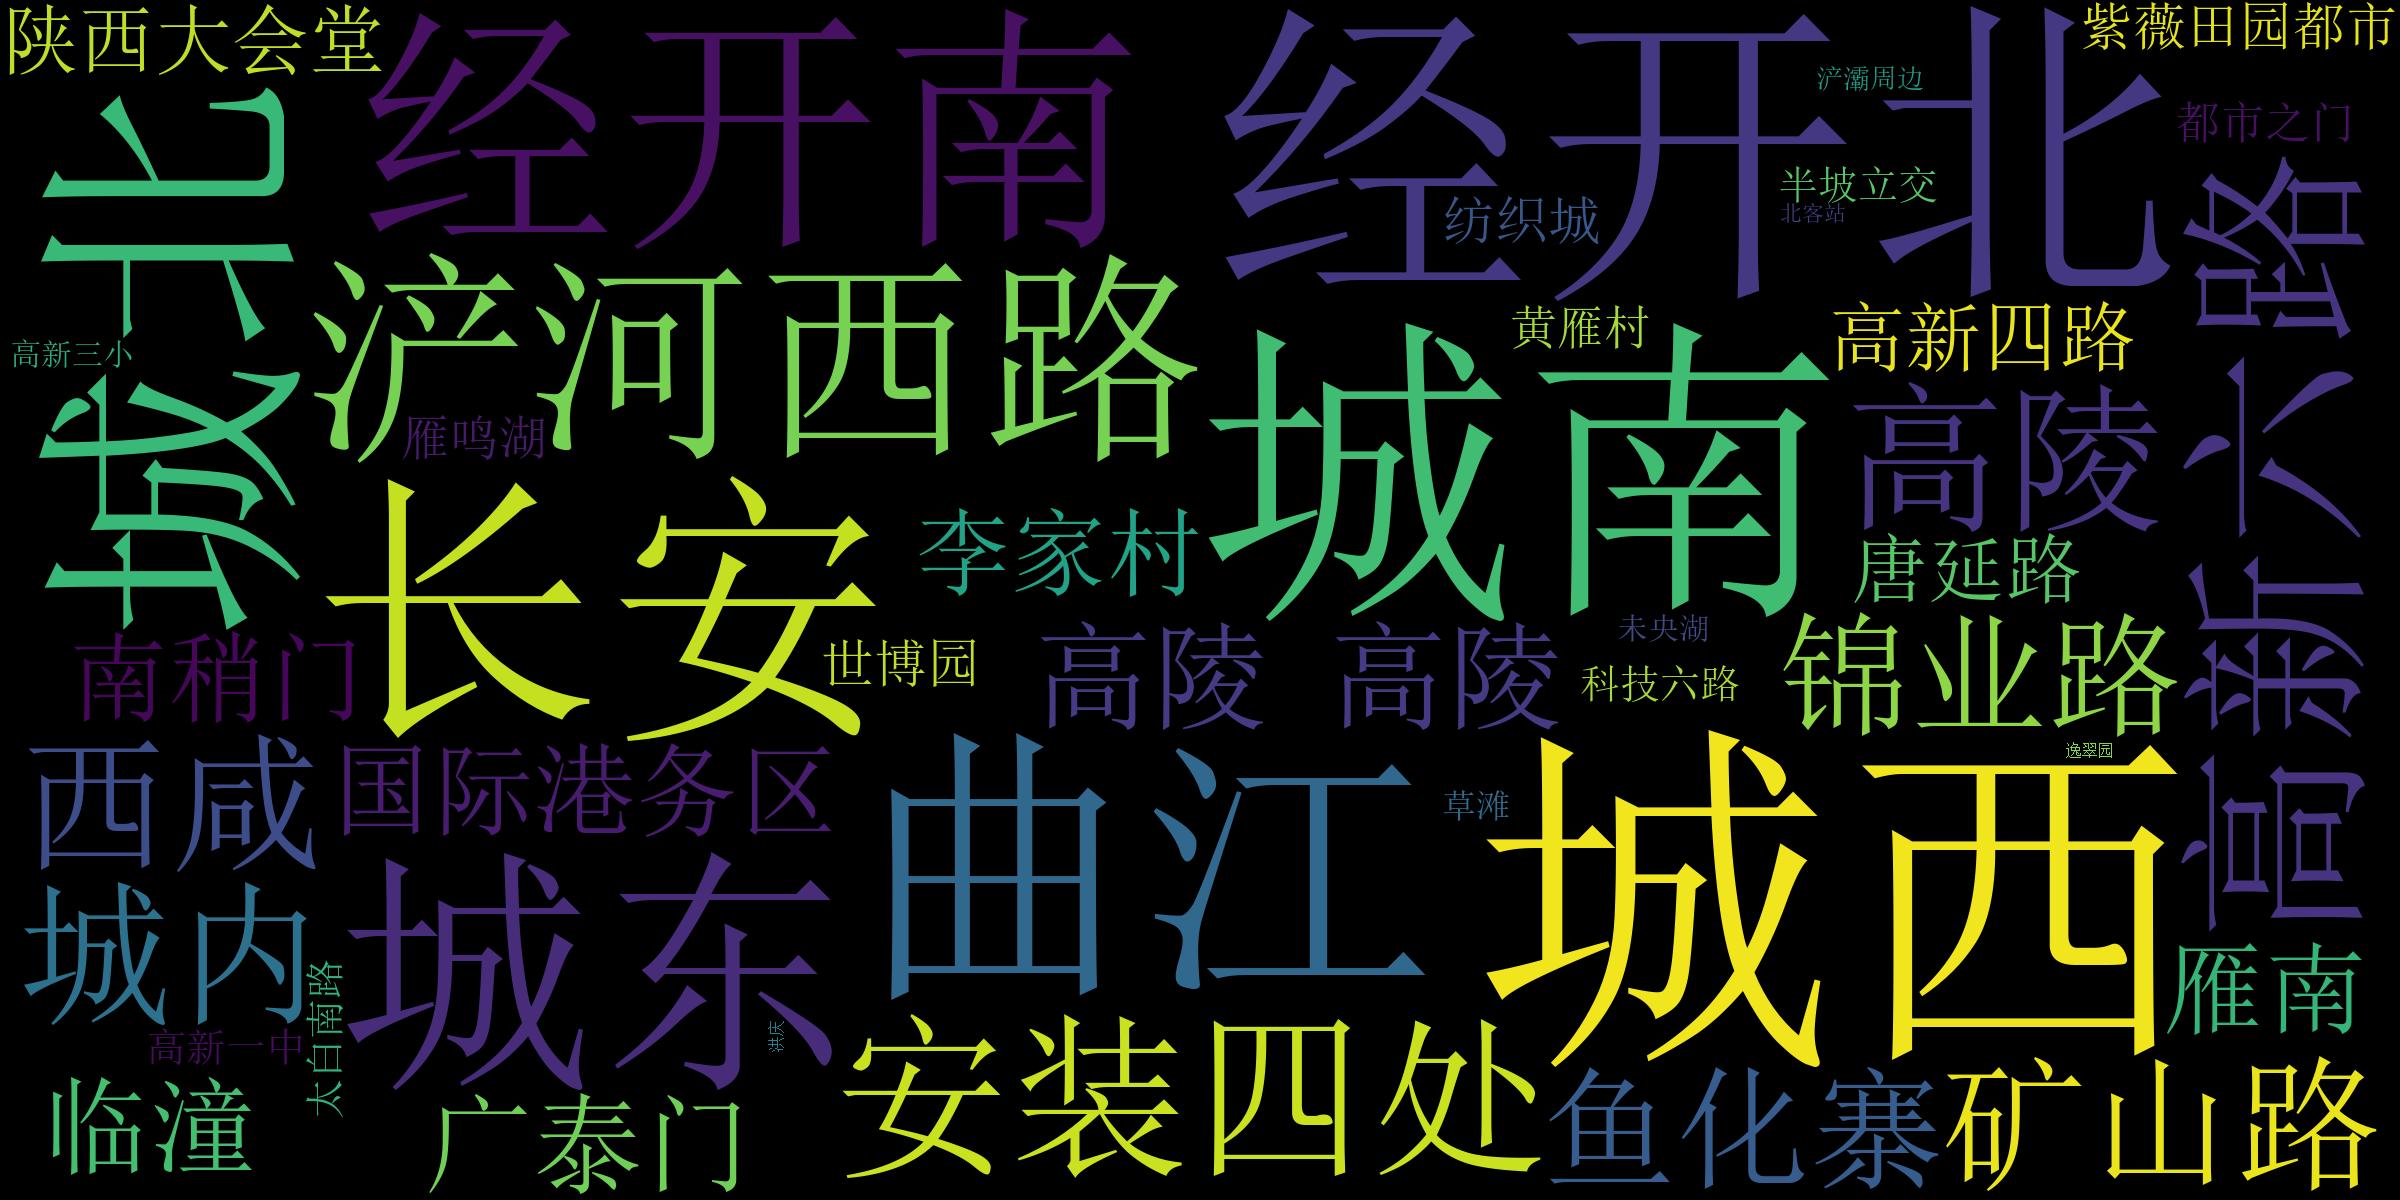 陕西大会堂
经开南
经开北
紫薇田园都市
浐灞周边
都市之门
城北
半坡立交
北客站
纺织城
浐河西路
黄雁村
高新四路
高新三小
雁鸣湖
城南
高陵
高新六路
长安
李家村
唐延路
南稍门
世博园
高陵
高陵
未央湖
科技六路
锦业路
西咸
国际港务区
曲江
草滩
城西
逸翠园
城内
城东
太白南路
雁南
高新一中
洪庆
安装四处
临潼
广泰门
鱼化寨
矿山路